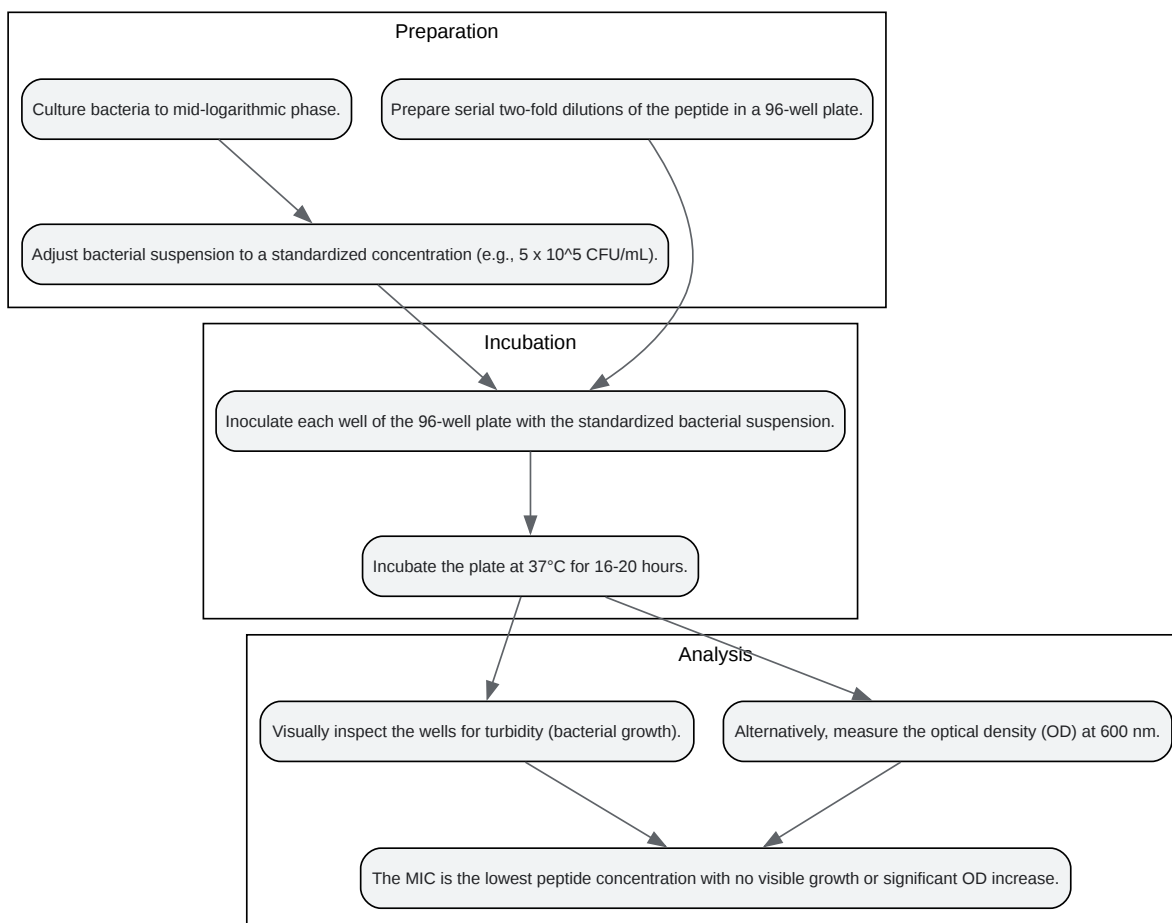 Preparation
Culture bacteria to mid-logarithmic phase.
Prepare serial two-fold dilutions of the peptide in a 96-well plate.
Adjust bacterial suspension to a standardized concentration (e.g., 5 x 10^5 CFU/mL).
Incubation
Inoculate each well of the 96-well plate with the standardized bacterial suspension.
Incubate the plate at 37°C for 16-20 hours.
Analysis
Visually inspect the wells for turbidity (bacterial growth).
Alternatively, measure the optical density (OD) at 600 nm.
The MIC is the lowest peptide concentration with no visible growth or significant OD increase.